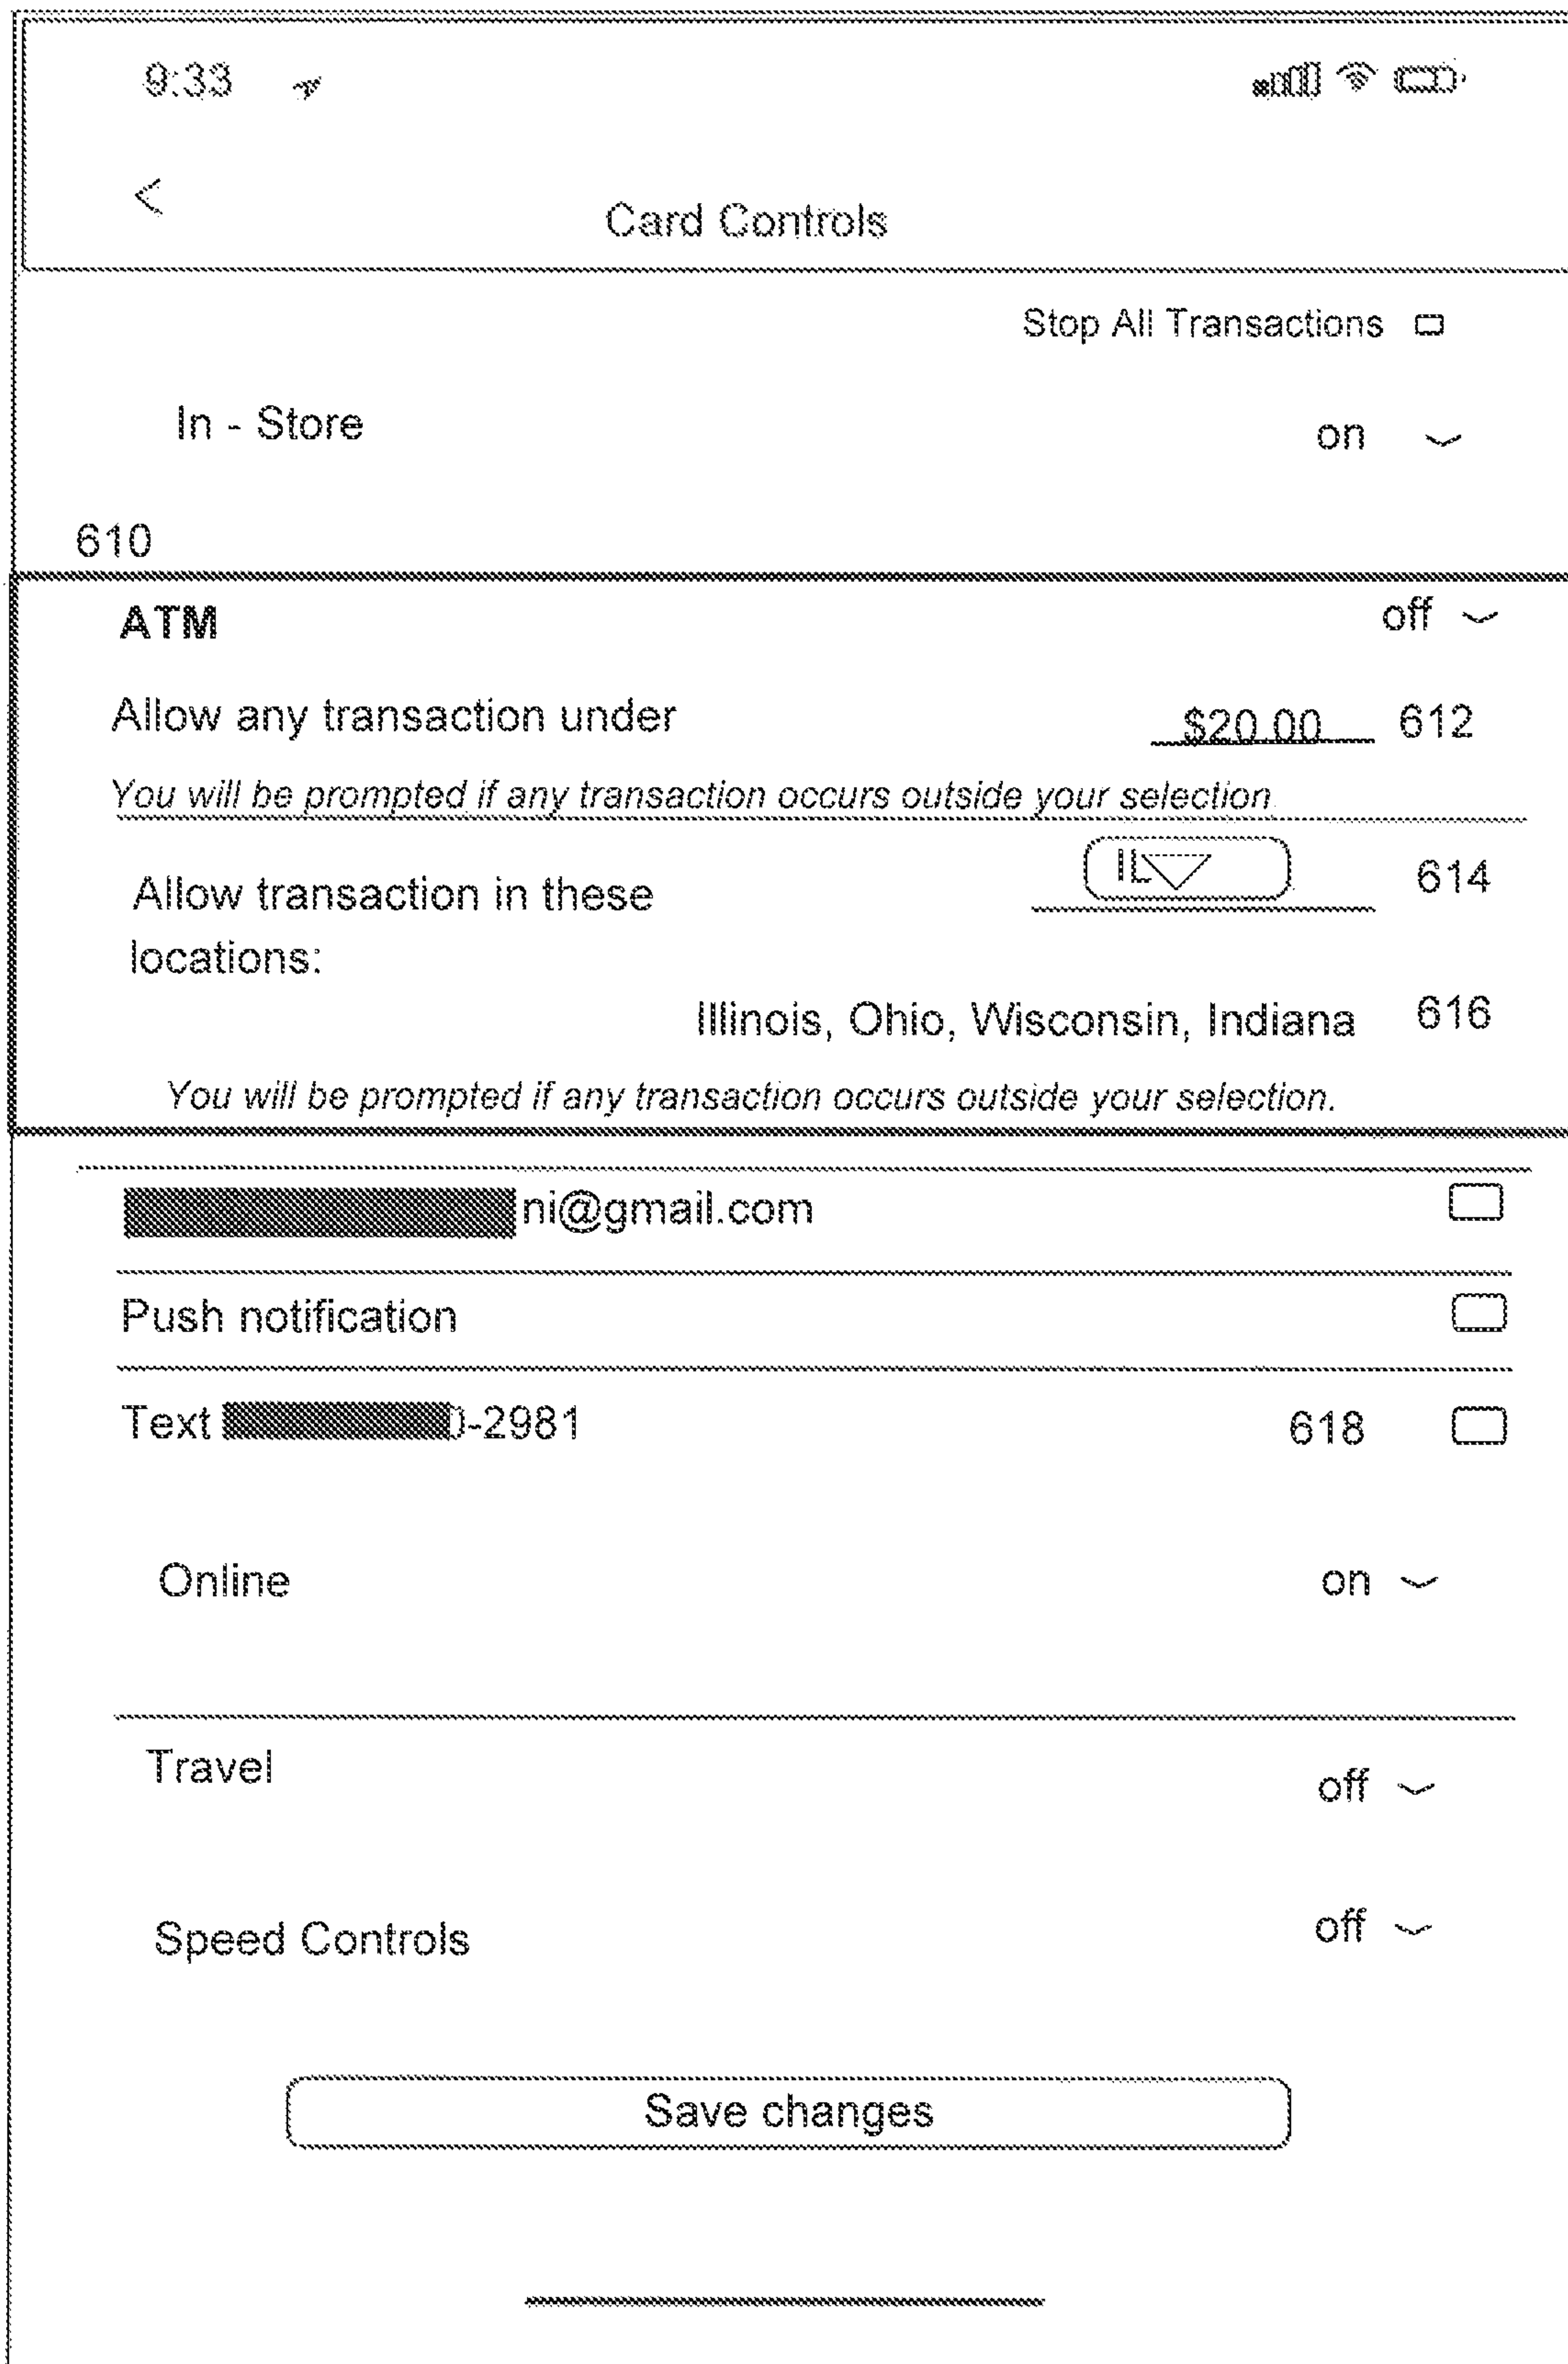 9:33
Card Controls
Stop All Transactions
In - Store on
610
ATM off
Allow any transaction under $20.00 612
You will be prompted if any transaction occurs outside your selection.
Allow transaction in these IL 614
locations:
Illinois, Ohio, Wisconsin, Indiana 616
You will be prompted if any transaction occurs outside your selection.
ni@gmail.com
Push notification
Text -2981 618
Online on
Travel off
Speed Controls off
Save changes